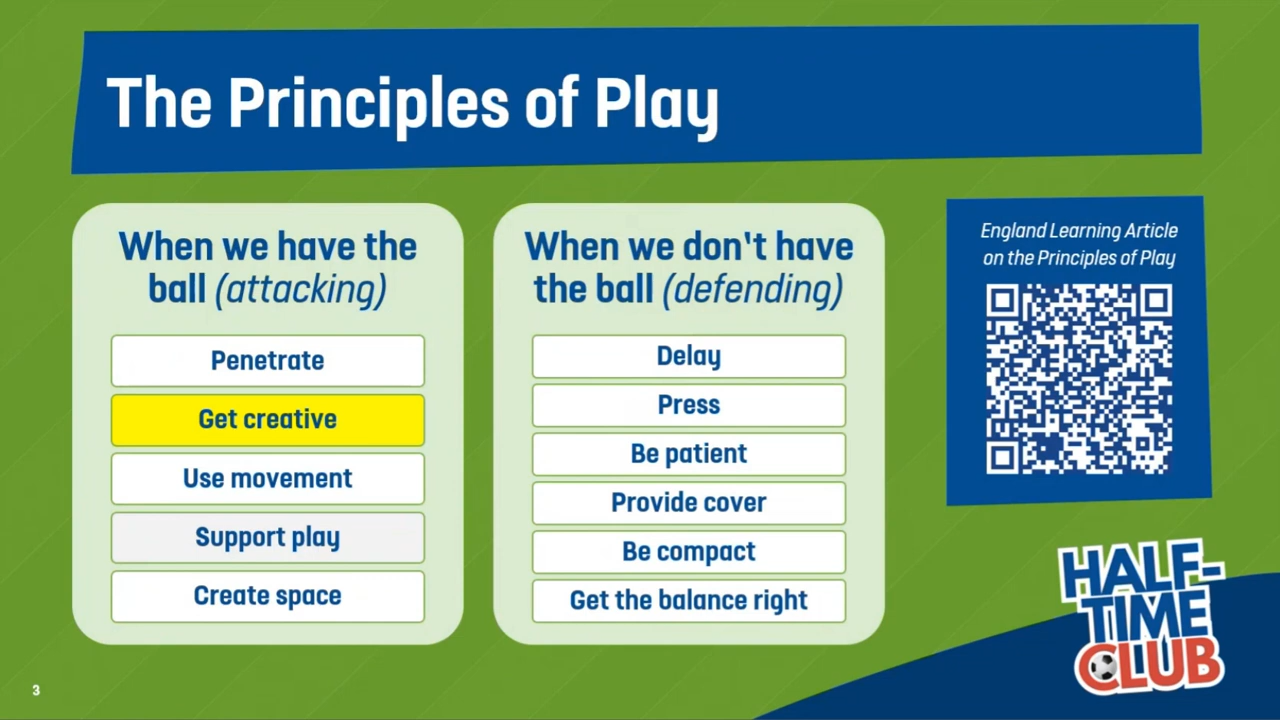 The Principles of Play
When we have the
ball (attacking)
Penetrate
Get creative
Use movement
Support play
Create space
When we don't have
the ball (defending)
Delay
Press
Be patient
Provide cover
Be compact
Get the balance right
England Learning Article
on the Principles of Play
HALF-
TIME
CLUB
3